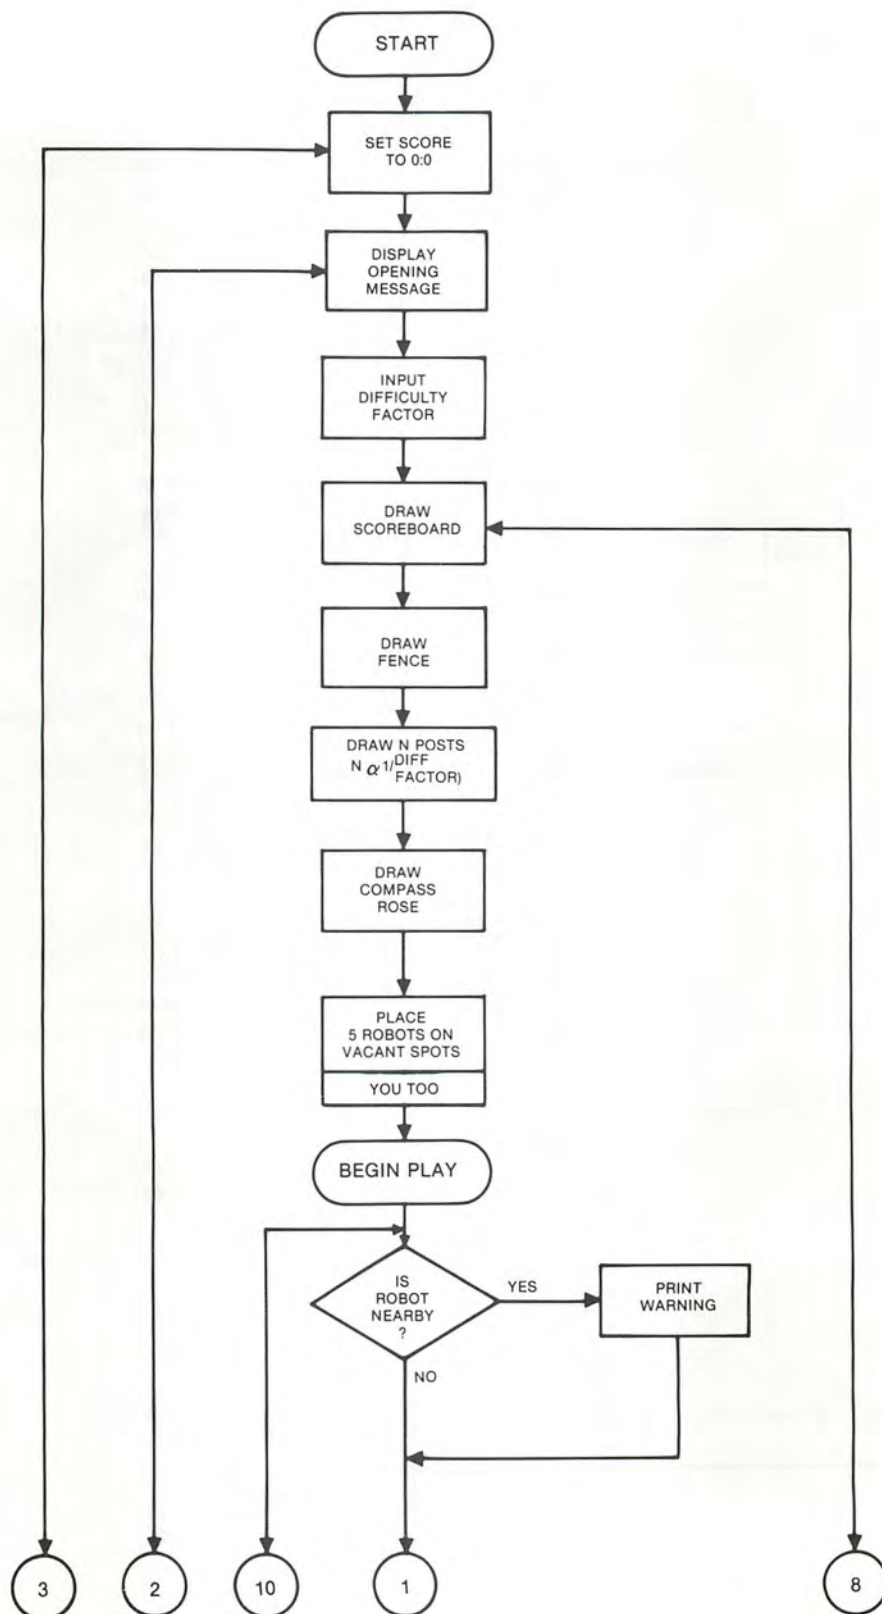 START
SET SCORE
TO 0:0
DISPLAY
OPENING
MESSAGE
INPUT
DIFFICULTY
FACTOR
DRAW
SCOREBOARD
DRAW
FENCE
DRAW N POSTS
N α 1/DIFF
FACTOR)
DRAW
COMPASS
ROSE
PLACE
5 ROBOTS ON
VACANT SPOTS
YOU TOO
BEGIN PLAY
IS
ROBOT
NEARBY
?
YES
PRINT
WARNING
NO
3
2
10
1
8